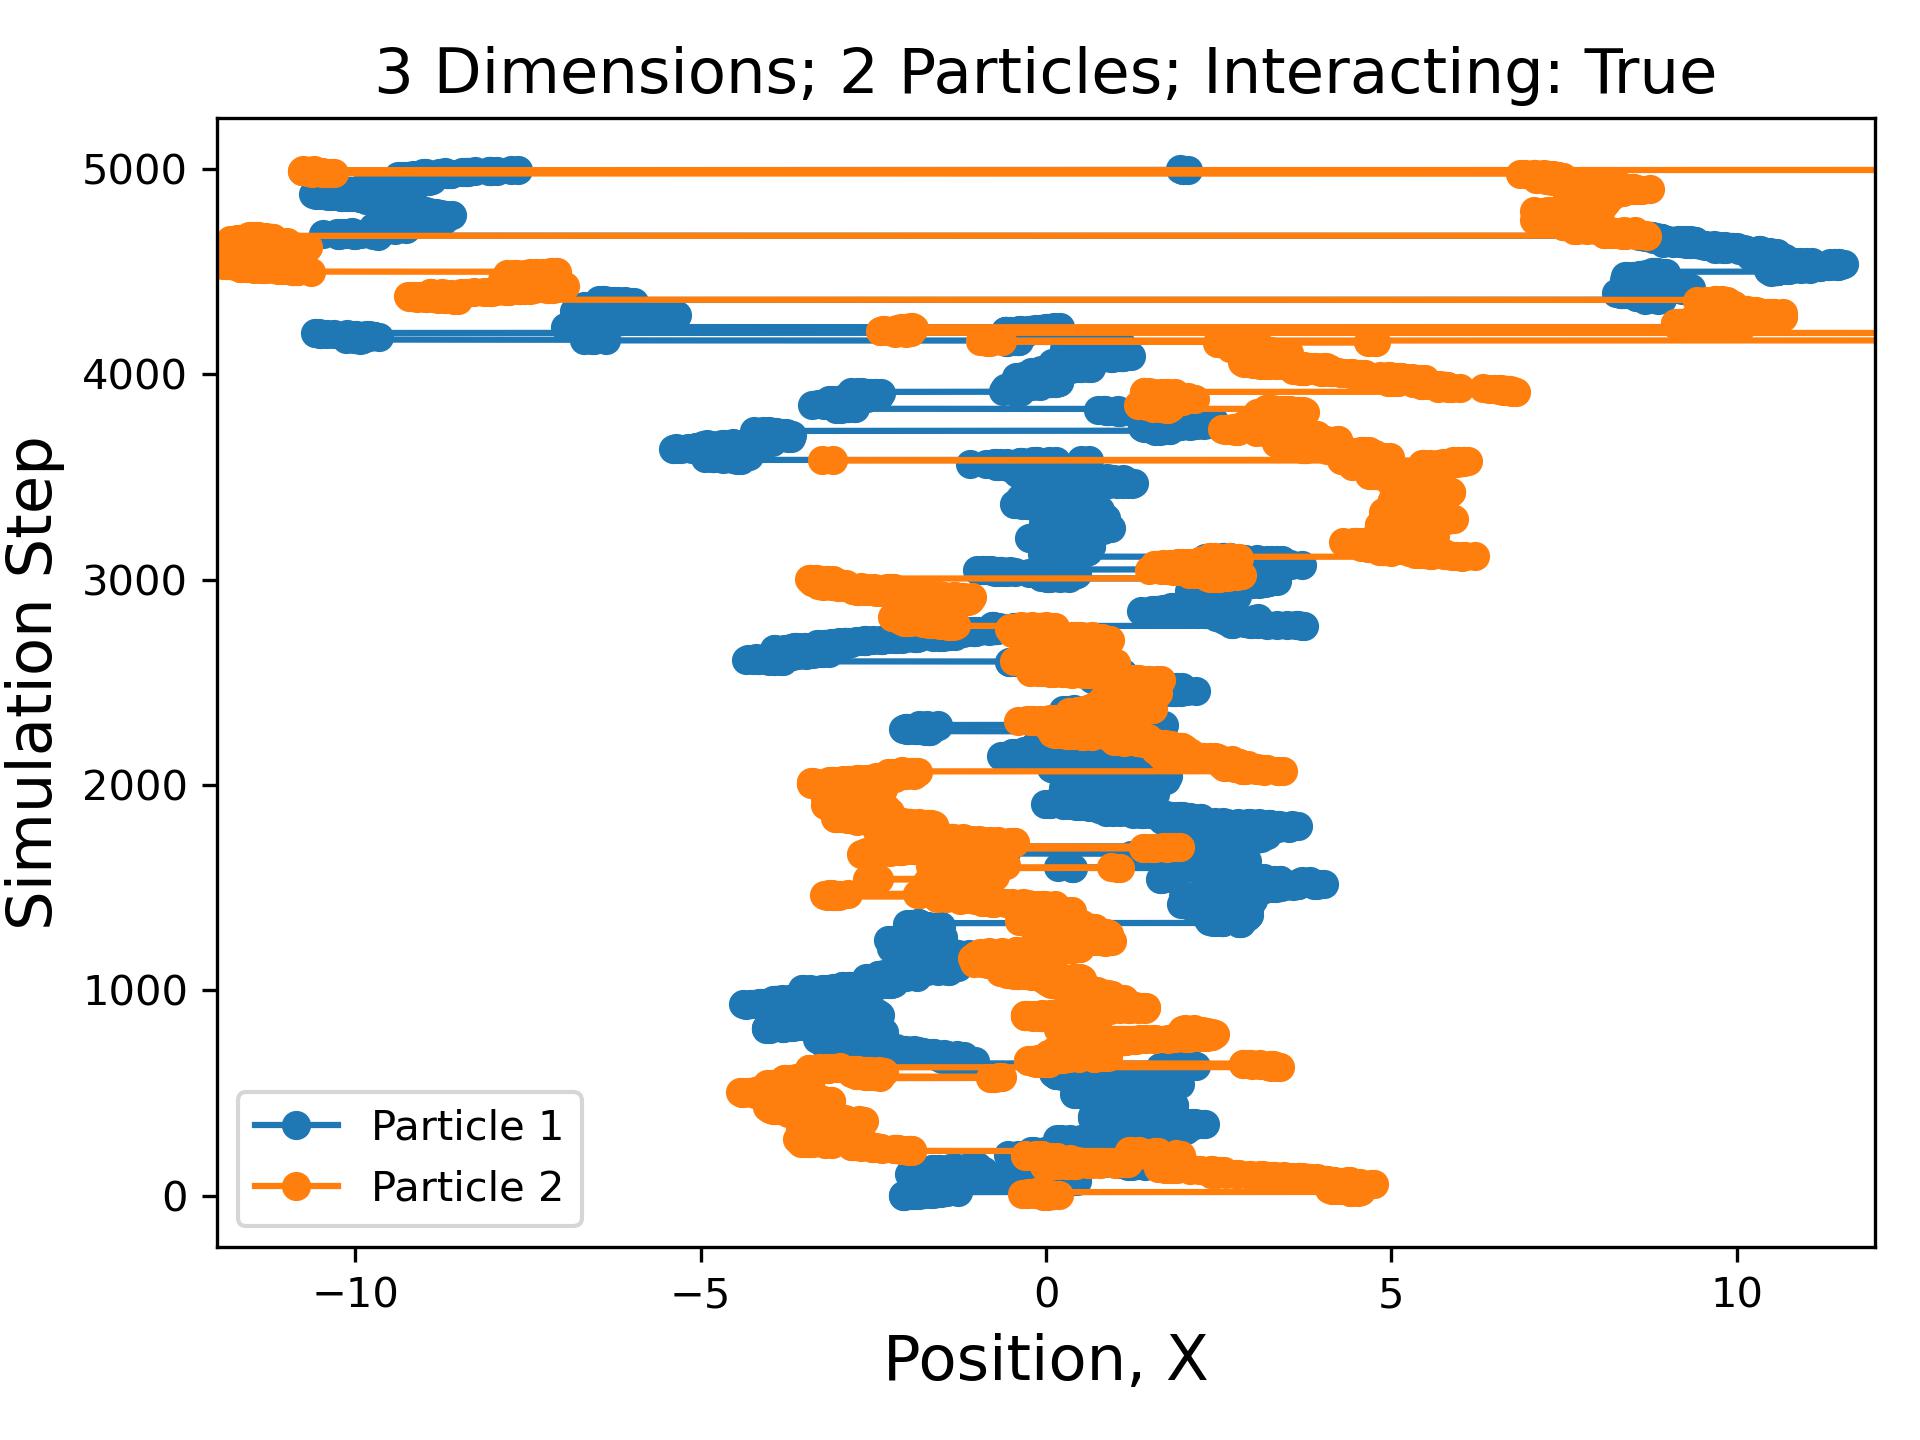 3 Dimensions; 2 Particles; Interacting: True
Simulation Step
5000
4000
3000
2000
1000
0
Particle 1
Particle 2
−10
−5
0
5
10
Position, X